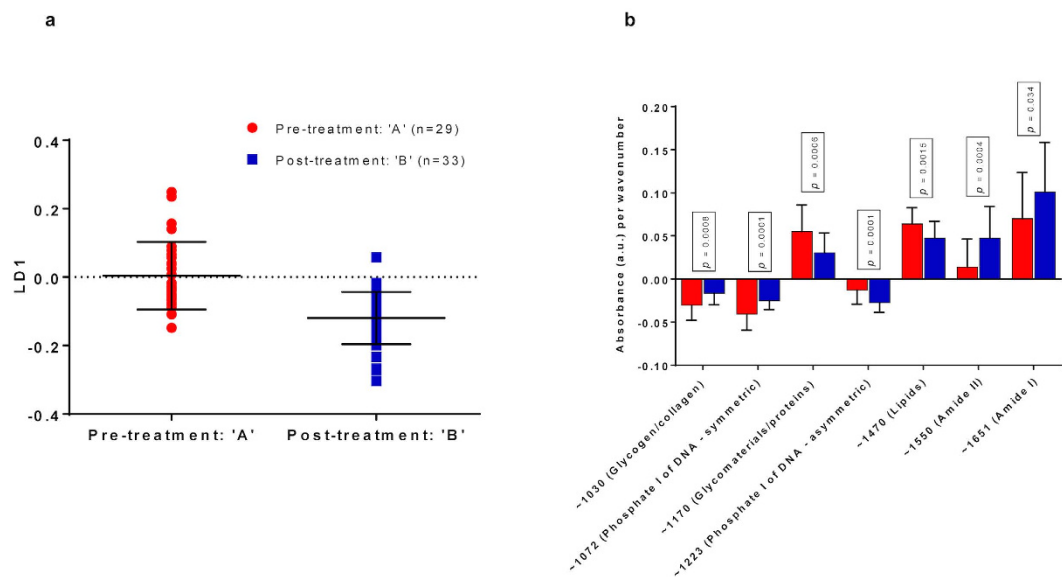 a
LD1
0.4
0.2
0.0
-0.2
-0.4
Pre-treatment: 'A' (n=29)
Post-treatment: 'B' (n=33)
Pre-treatment: 'A'
Post-treatment: 'B'
b
Absorbance (a.u.) per wavenumber
0.20
0.15
0.10
0.05
0.00
-0.05
-0.10
p = 0.0008
p = 0.0001
p = 0.0006
p = 0.0001
p = 0.0015
p = 0.0004
p = 0.034
~1030 (Glycogen/collagen)
~1072 (Phosphate I of DNA - symmetric)
~1170 (Glycomaterials/proteins)
~1223 (Phosphate I of DNA - asymmetric)
~1470 (Lipids)
~1550 (Amide II)
~1651 (Amide I)